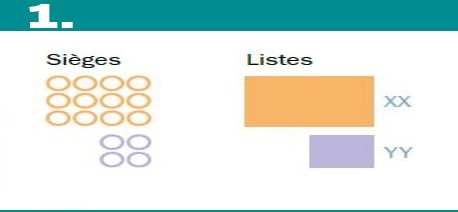 1.
Sièges
Listes
XX
YY